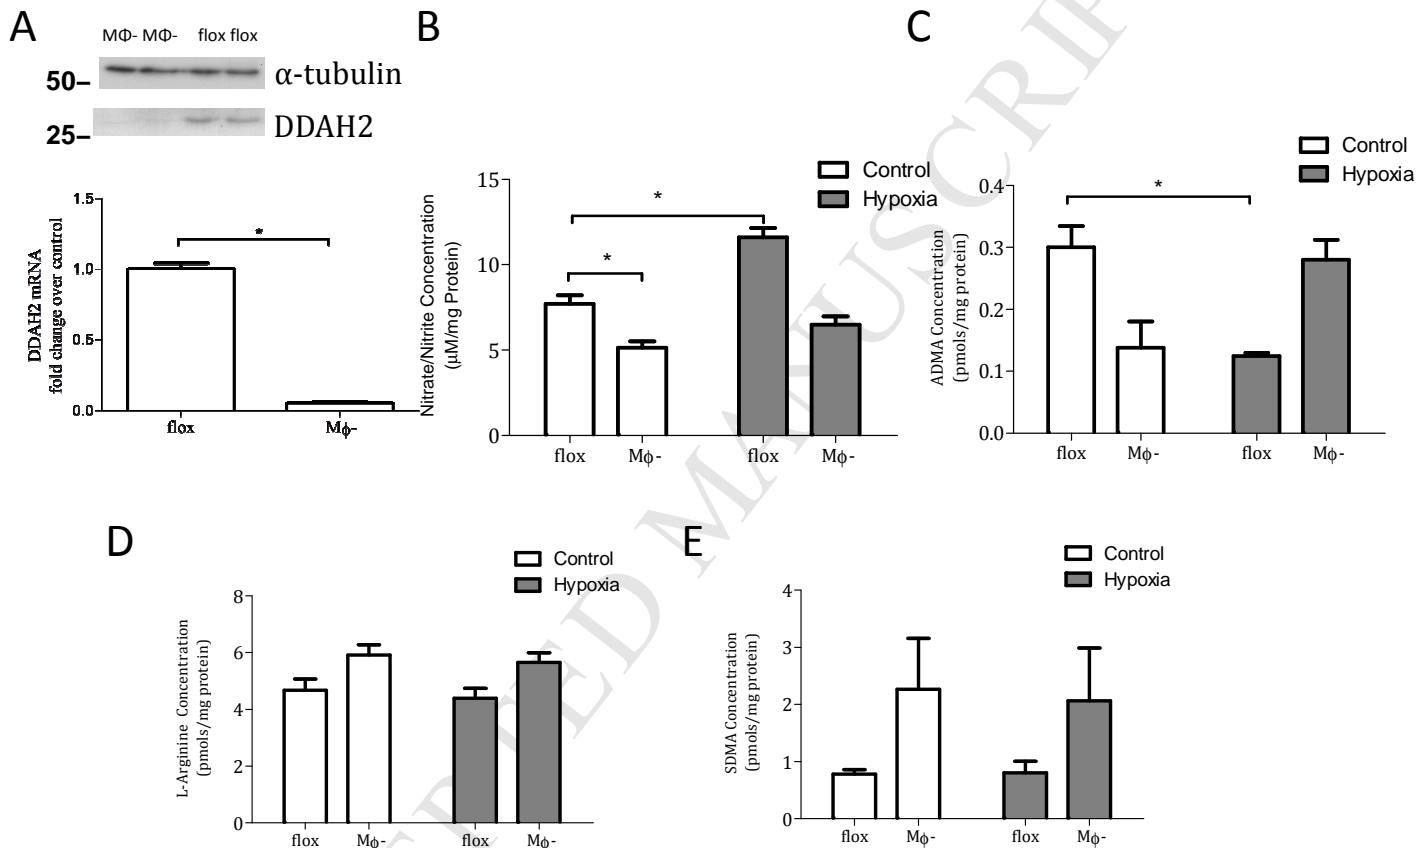 A
MΦ- MΦ- flox flox
50–
α-tubulin
25–
DDAH2
DDAH2 mRNA
fold change over control
1.5
1.0
0.5
0.0
*
flox
Mϕ-
B
Control
Hypoxia
Nitrate/Nitrite Concentration
(µM/mg Protein)
15
10
5
0
*
*
flox
Mϕ-
flox
Mϕ-
C
Control
Hypoxia
ADMA Concentration
(pmols/mg protein)
0.4
0.3
0.2
0.1
0.0
*
flox
Mϕ-
flox
Mϕ-
D
Control
Hypoxia
L-Arginine Concentration
(pmols/mg protein)
8
6
4
2
0
flox
Mϕ-
flox
Mϕ-
E
Control
Hypoxia
SDMA Concentration
(pmols/mg protein)
4
3
2
1
0
flox
Mϕ-
flox
Mϕ-
PTED MANUSCRIP